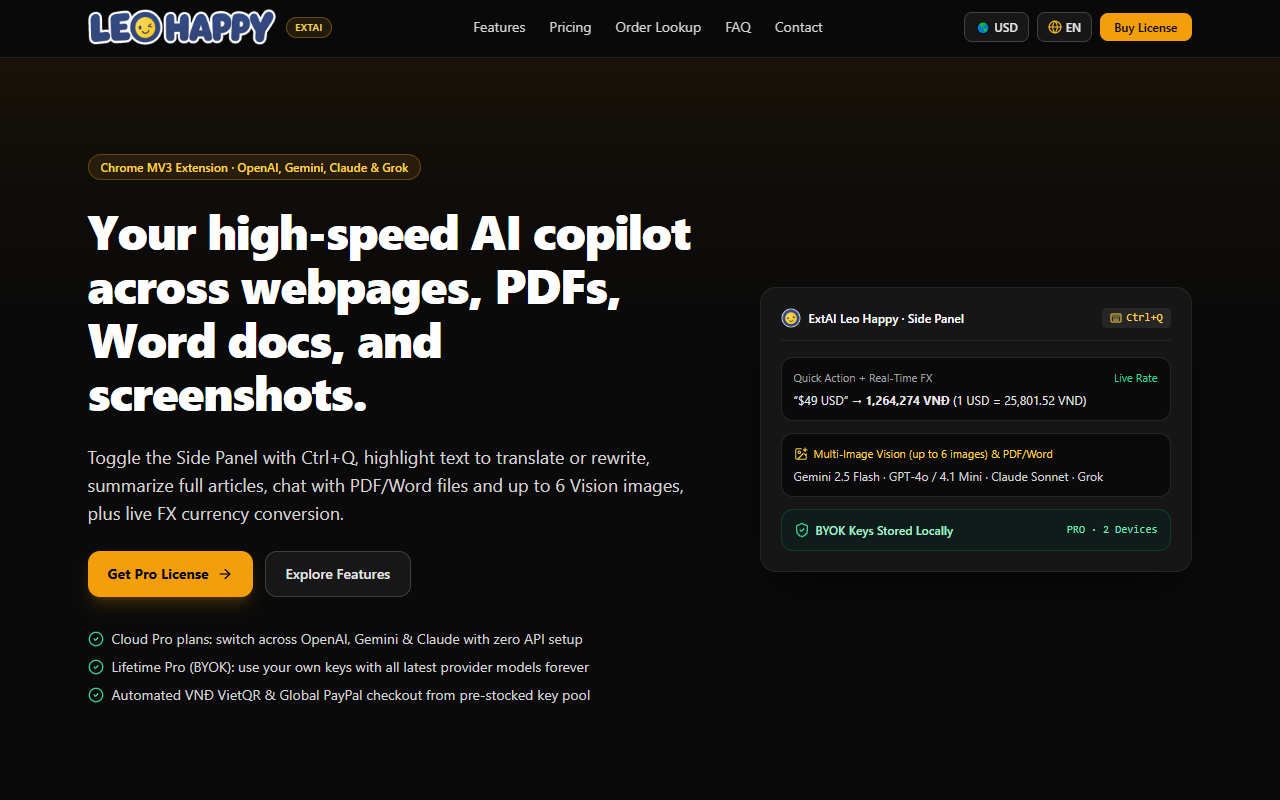 LEOHAPPY EXTAI Features Pricing Order Lookup FAQ Contact USD EN Buy License
Chrome MV3 Extension · OpenAI, Gemini, Claude & Grok
Your high-speed AI copilot
across webpages, PDFs,
Word docs, and
screenshots.
Toggle the Side Panel with Ctrl+Q, highlight text to translate or rewrite,
summarize full articles, chat with PDF/Word files and up to 6 Vision images,
plus live FX currency conversion.
Get Pro License → Explore Features
Cloud Pro plans: switch across OpenAI, Gemini & Claude with zero API setup
Lifetime Pro (BYOK): use your own keys with all latest provider models forever
Automated VNĐ VietQR & Global PayPal checkout from pre-stocked key pool
ExtAI Leo Happy · Side Panel Ctrl+Q
Quick Action + Real-Time FX Live Rate
"$49 USD" → 1,264,274 VNĐ (1 USD = 25,801.52 VND)
Multi-Image Vision (up to 6 images) & PDF/Word
Gemini 2.5 Flash · GPT-4o / 4.1 Mini · Claude Sonnet · Grok
BYOK Keys Stored Locally PRO · 2 Devices